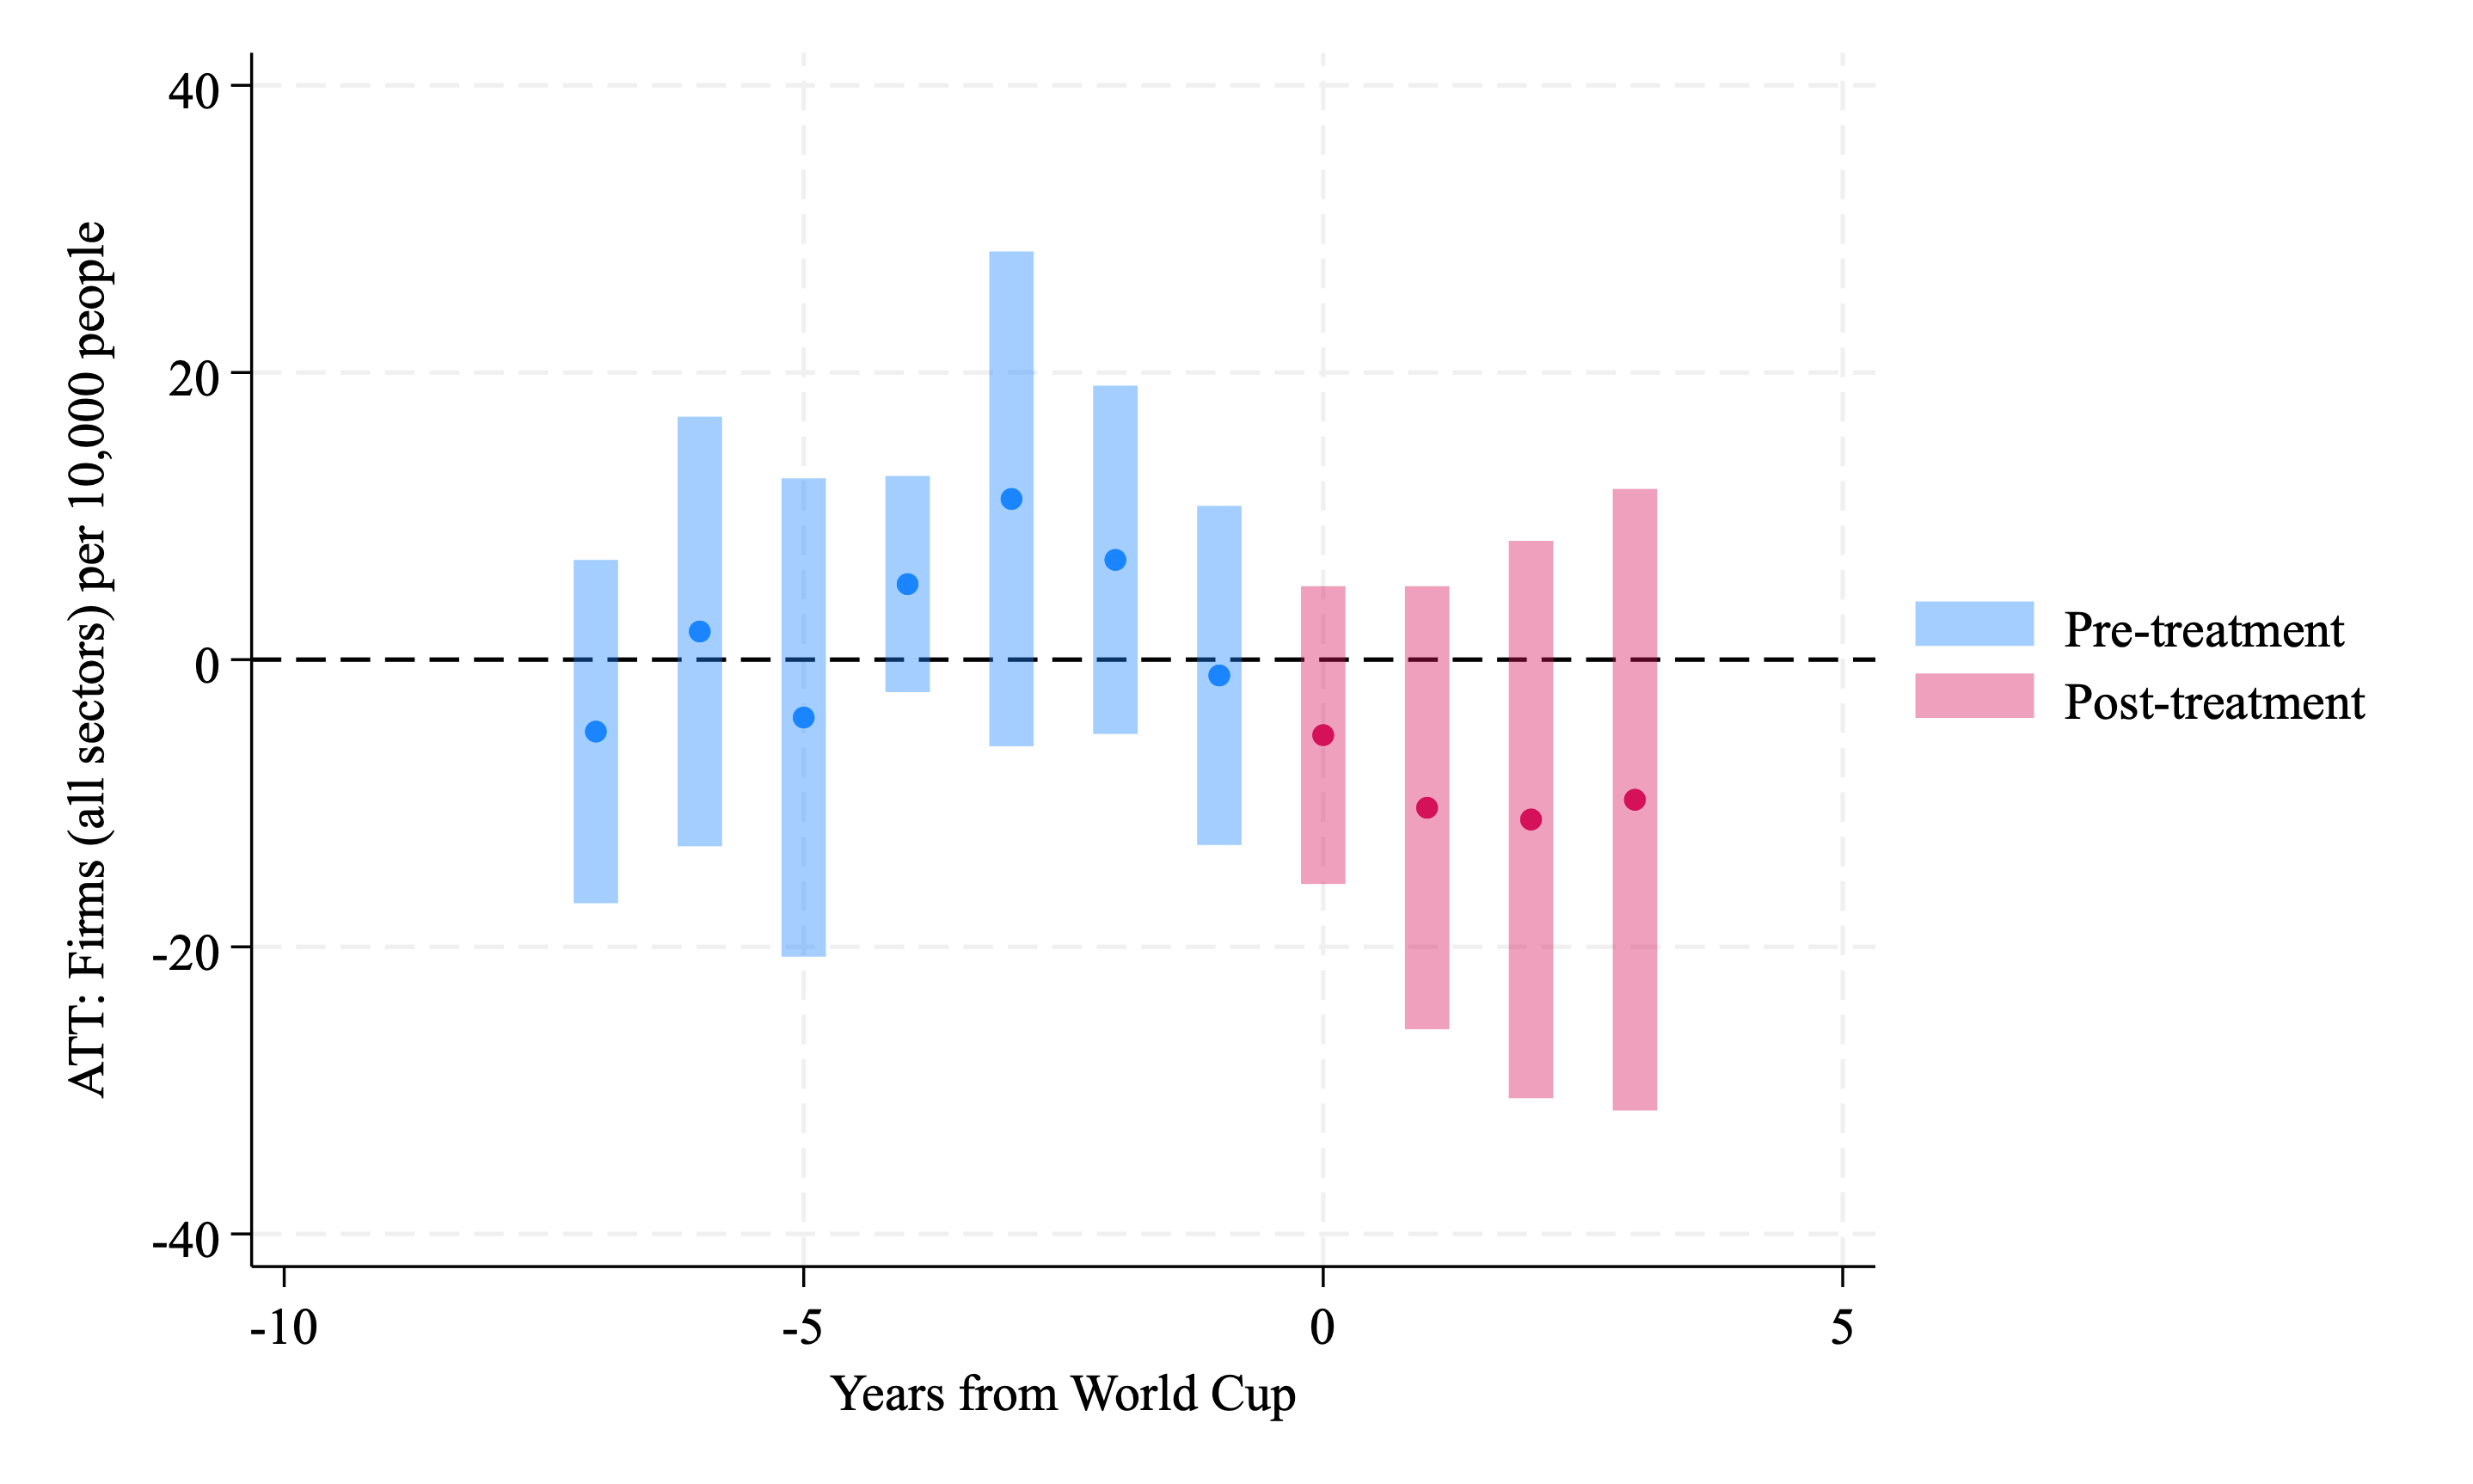 ATT: Firms (all sectors) per 10,000 people
40
20
0
-20
-40
-10
-5
0
5
Years from World Cup
Pre-treatment
Post-treatment